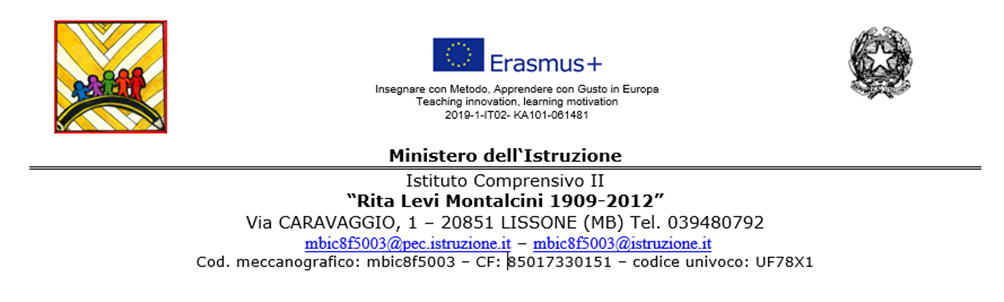 Erasmus+
Insegnare con Metodo, Apprendere con Gusto in Europa
Teaching innovation, learning motivation
2019-1-IT02- KA101-061481
Ministero dell'Istruzione
Istituto Comprensivo II
“Rita Levi Montalcini 1909-2012”
Via CARAVAGGIO, 1 – 20851 LISSONE (MB) Tel. 039480792
mbic8f5003@pec.istruzione.it – mbic8f5003@istruzione.it
Cod. meccanografico: mbic8f5003 – CF: 85017330151 – codice univoco: UF78X1